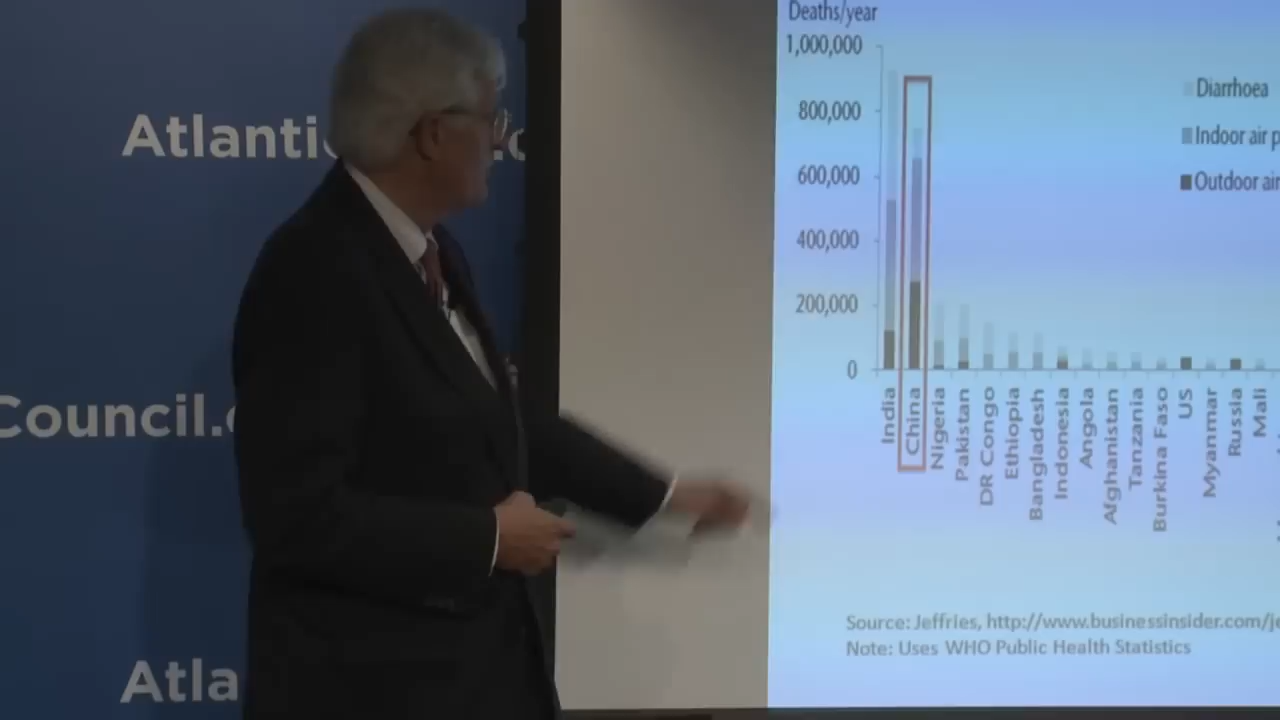 Atlantic
Council.
Atla
Deaths/year
1,000,000
800,000
600,000
400,000
200,000
0
Diarrhoea
Indoor air p
Outdoor air
India
China
Nigeria
Pakistan
DR Congo
Ethiopia
Bangladesh
Indonesia
Angola
Afghanistan
Tanzania
Burkina Faso
US
Myanmar
Russia
Mali
Source: Jeffries, http://www.businessinsider.com/je
Note: Uses WHO Public Health Statistics